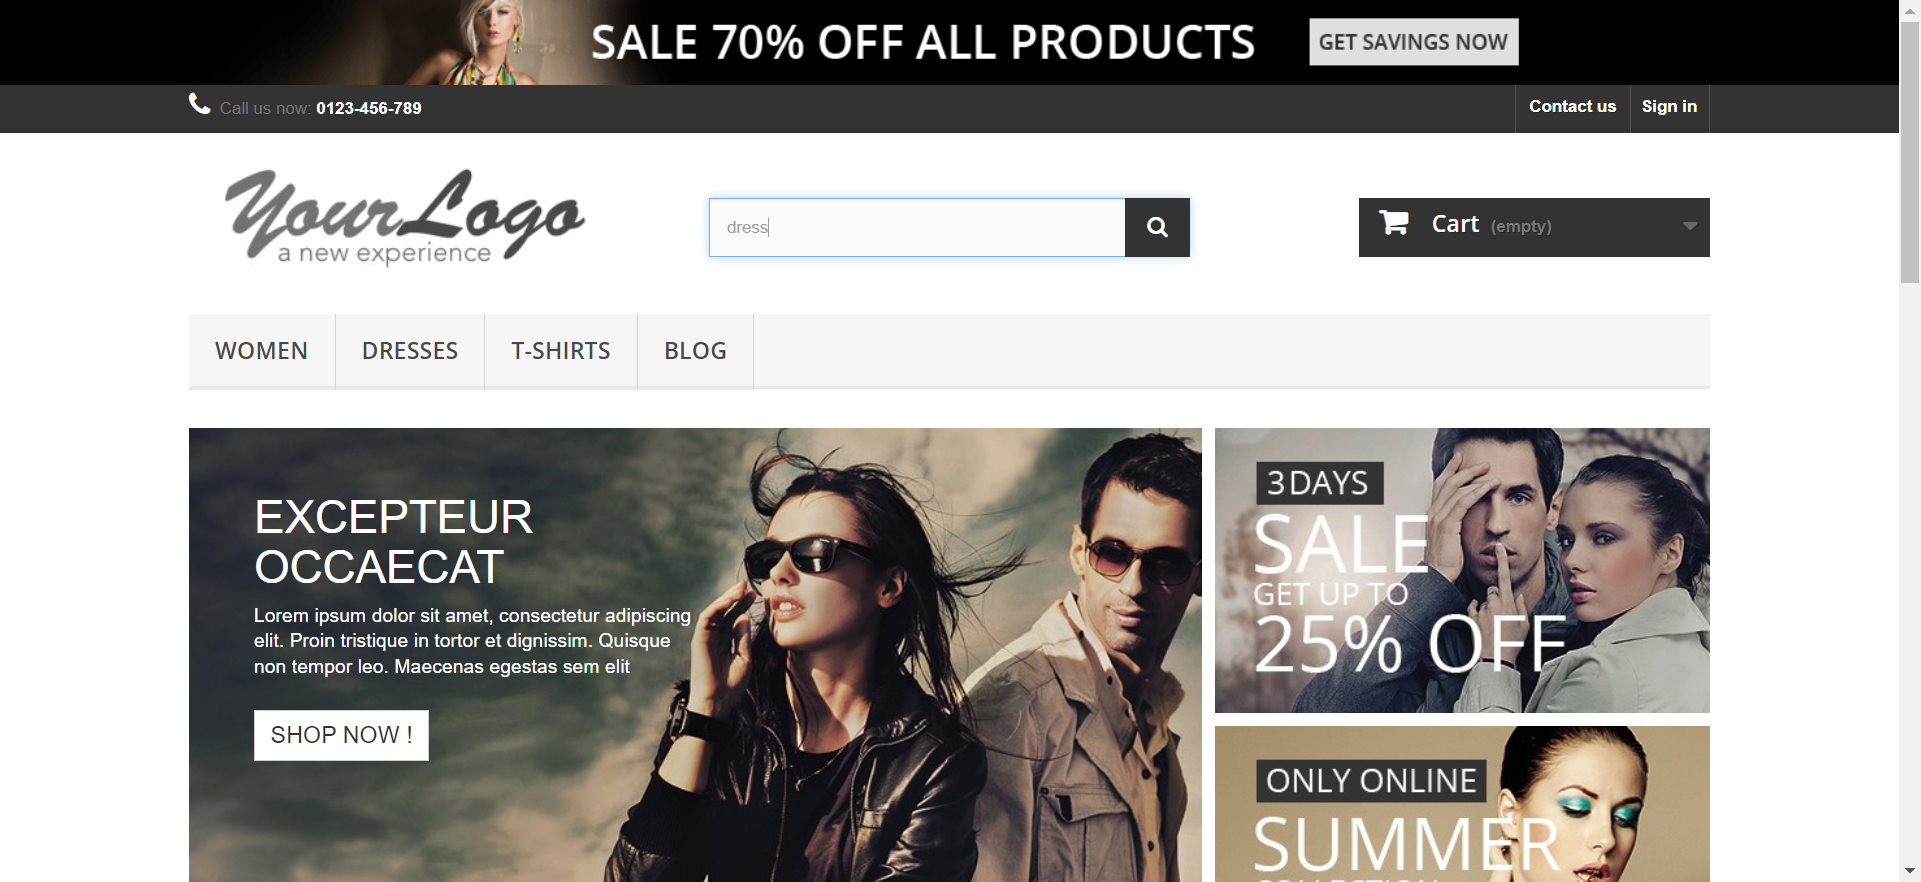 SALE 70% OFF ALL PRODUCTS
GET SAVINGS NOW
Call us now: 0123-456-789
Contact us
Sign in
YourLogo
a new experience
dress
Cart (empty)
WOMEN
DRESSES
T-SHIRTS
BLOG
EXCEPTEUR
OCCAECAT
Lorem ipsum dolor sit amet, consectetur adipiscing
elit. Proin tristique in tortor et dignissim. Quisque
non tempor leo. Maecenas egestas sem elit
SHOP NOW !
3 DAYS
SALE
GET UP TO
25% OFF
ONLY ONLINE
SUMMER